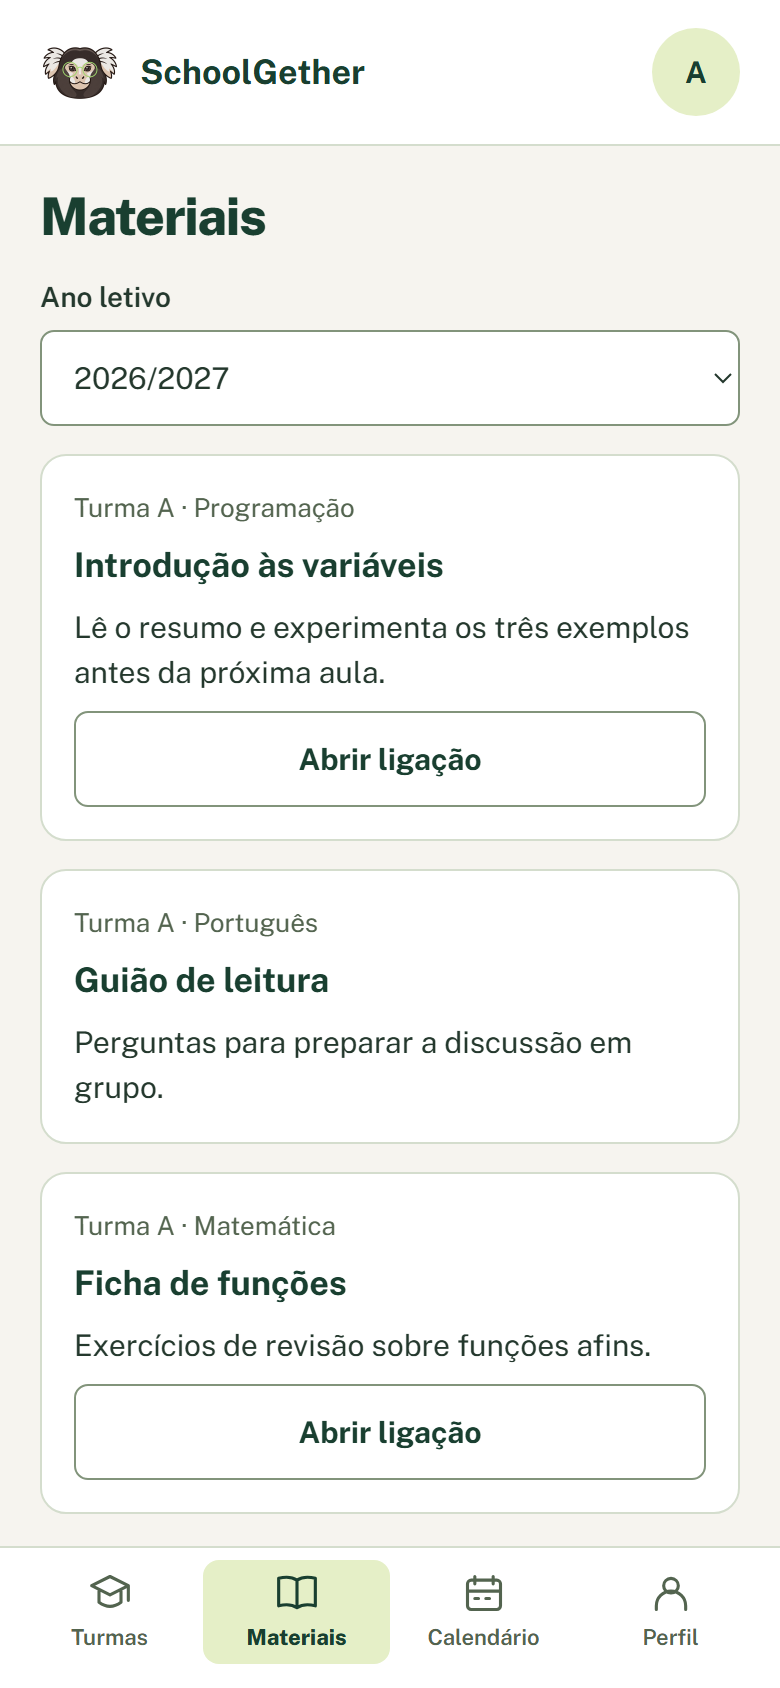 SchoolGether
A
Materiais
Ano letivo
2026/2027
Turma A · Programação
Introdução às variáveis
Lê o resumo e experimenta os três exemplos
antes da próxima aula.
Abrir ligação
Turma A · Português
Guião de leitura
Perguntas para preparar a discussão em
grupo.
Turma A · Matemática
Ficha de funções
Exercícios de revisão sobre funções afins.
Abrir ligação
Turmas
Materiais
Calendário
Perfil